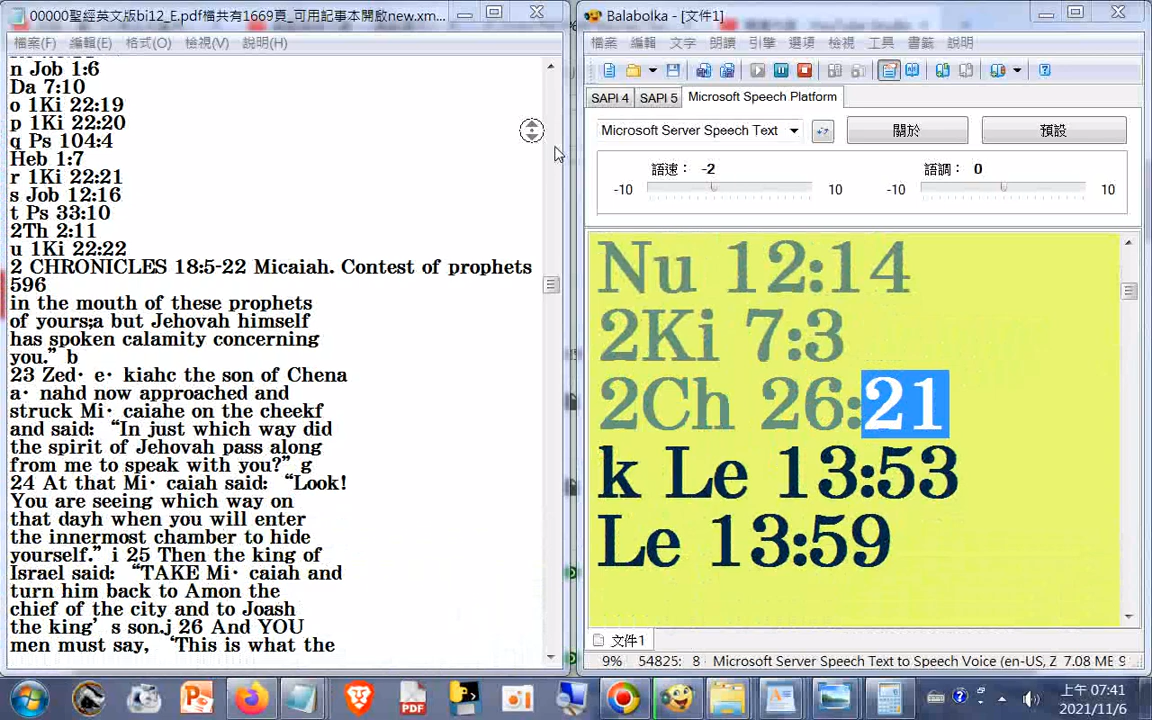 00000聖經英文版bi12_E.pdf檔共有1669頁_可用記事本開啟new.xm...
檔案(F) 編輯(E) 格式(O) 檢視(V) 說明(H)
n Job 1:6
Da 7:10
o 1Ki 22:19
p 1Ki 22:20
q Ps 104:4
Heb 1:7
r 1Ki 22:21
s Job 12:16
t Ps 33:10
2Th 2:11
u 1Ki 22:22
2 CHRONICLES 18:5-22 Micaiah. Contest of prophets
596
in the mouth of these prophets
of yours;a but Jehovah himself
has spoken calamity concerning
you.” b
23 Zed· e· kiahc the son of Chena
a· nahd now approached and
struck Mi· caiahe on the cheekf
and said: “In just which way did
the spirit of Jehovah pass along
from me to speak with you?” g
24 At that Mi· caiah said: “Look!
You are seeing which way on
that dayh when you will enter
the innermost chamber to hide
yourself.” i 25 Then the king of
Israel said: “TAKE Mi· caiah and
turn him back to Amon the
chief of the city and to Joash
the king’ s son.j 26 And YOU
men must say, ‘This is what the
Balabolka - [文件1]
檔案 編輯 文字 朗讀 引擎 選項 檢視 工具 書籤 說明
SAPI 4 SAPI 5 Microsoft Speech Platform
Microsoft Server Speech Text 關於 預設
語速： -2 語調： 0
-10 10 -10 10
Nu 12:14
2Ki 7:3
2Ch 26:21
k Le 13:53
Le 13:59
文件1
9% 54825: 8 Microsoft Server Speech Text to Speech Voice (en-US, Z 7.08 MB 9
上午 07:41
2021/11/6